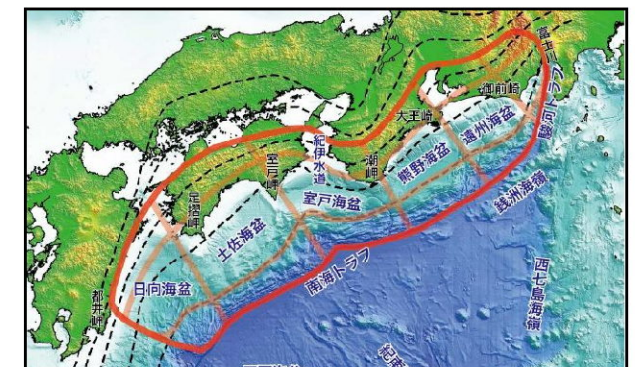 富士川
御前崎
駿河トラフ
大王崎
遠州海盆
紀伊水道
潮岬
熊野海盆
室戸岬
室戸海盆
銭洲海嶺
足摺岬
土佐海盆
南海トラフ
西七島海嶺
日向海盆
都井岬